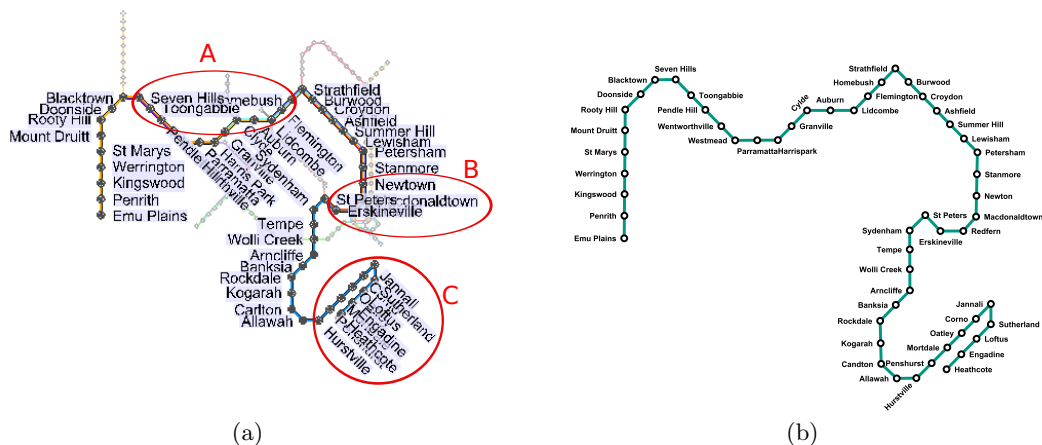 A
Seven Hills
mebush
Toongabbie
Blacktown
Doonside
Rooty Hill
Mount Druitt
St Marys
Werrington
Kingswood
Penrith
Emu Plains
Pendle Hill
Parramatta
Harris Park
Granville
Clyde
Auburn
Lidcombe
Flemington
Sydenham
Strathfield
Burwood
Croydon
Ashfield
Summer Hill
Lewisham
Petersham
Stanmore
Newtown
B
St Peters
cdonaldtown
Erskineville
Tempe
Wolli Creek
Arncliffe
Banksia
Rockdale
Kogarah
Carlton
Allawah
Hurstville
Jannali
Sutherland
Loftus
Engadine
Heathcote
C
(a)
Strathfield
Homebush
Burwood
Seven Hills
Blacktown
Doonside
Toongabbie
Flemington
Croydon
Rooty Hill
Pendle Hill
Cylde
Auburn
Lidcombe
Ashfield
Mount Druitt
Wentworthville
Granville
Summer Hill
Westmead
Lewisham
St Marys
Parramatta
Harrispark
Petersham
Werrington
Stanmore
Kingswood
Newton
Penrith
St Peters
Macdonaldtown
Emu Plains
Sydenham
Erskineville
Redfern
Tempe
Wolli Creek
Arncliffe
Banksia
Jannali
Rockdale
Corno
Sutherland
Kogarah
Oatley
Loftus
Mortdale
Candton
Penshurst
Engadine
Allawah
Heathcote
Hurstville
(b)